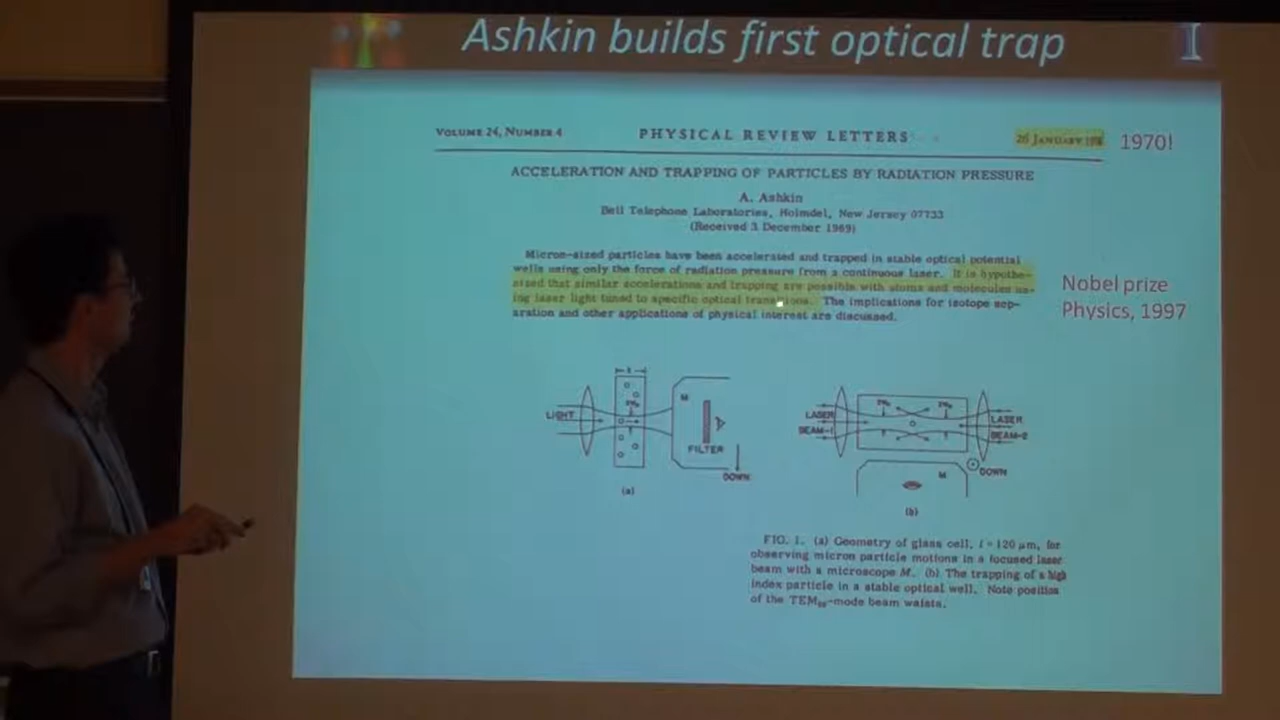 Ashkin builds first optical trap
I
VOLUME 24, NUMBER 4 PHYSICAL REVIEW LETTERS 26 JANUARY 1970 1970!
ACCELERATION AND TRAPPING OF PARTICLES BY RADIATION PRESSURE
A. Ashkin
Bell Telephone Laboratories, Holmdel, New Jersey 07733
(Received 3 December 1969)
Micron-sized particles have been accelerated and trapped in stable optical potential
wells using only the force of radiation pressure from a continuous laser. It is hypothe-
sized that similar accelerations and trapping are possible with atoms and molecules us-
ing laser light tuned to specific optical transitions. The implications for isotope sep-
aration and other applications of physical interest are discussed.
Nobel prize
Physics, 1997
LIGHT
M
FILTER
DOWN
(a)
LASER
BEAM-1
LASER
BEAM-2
M
DOWN
(b)
FIG. 1. (a) Geometry of glass cell, l = 120 μm, for
observing micron particle motions in a focused laser
beam with a microscope M. (b) The trapping of a high
index particle in a stable optical well. Note position
of the TEM₀₀-mode beam waists.